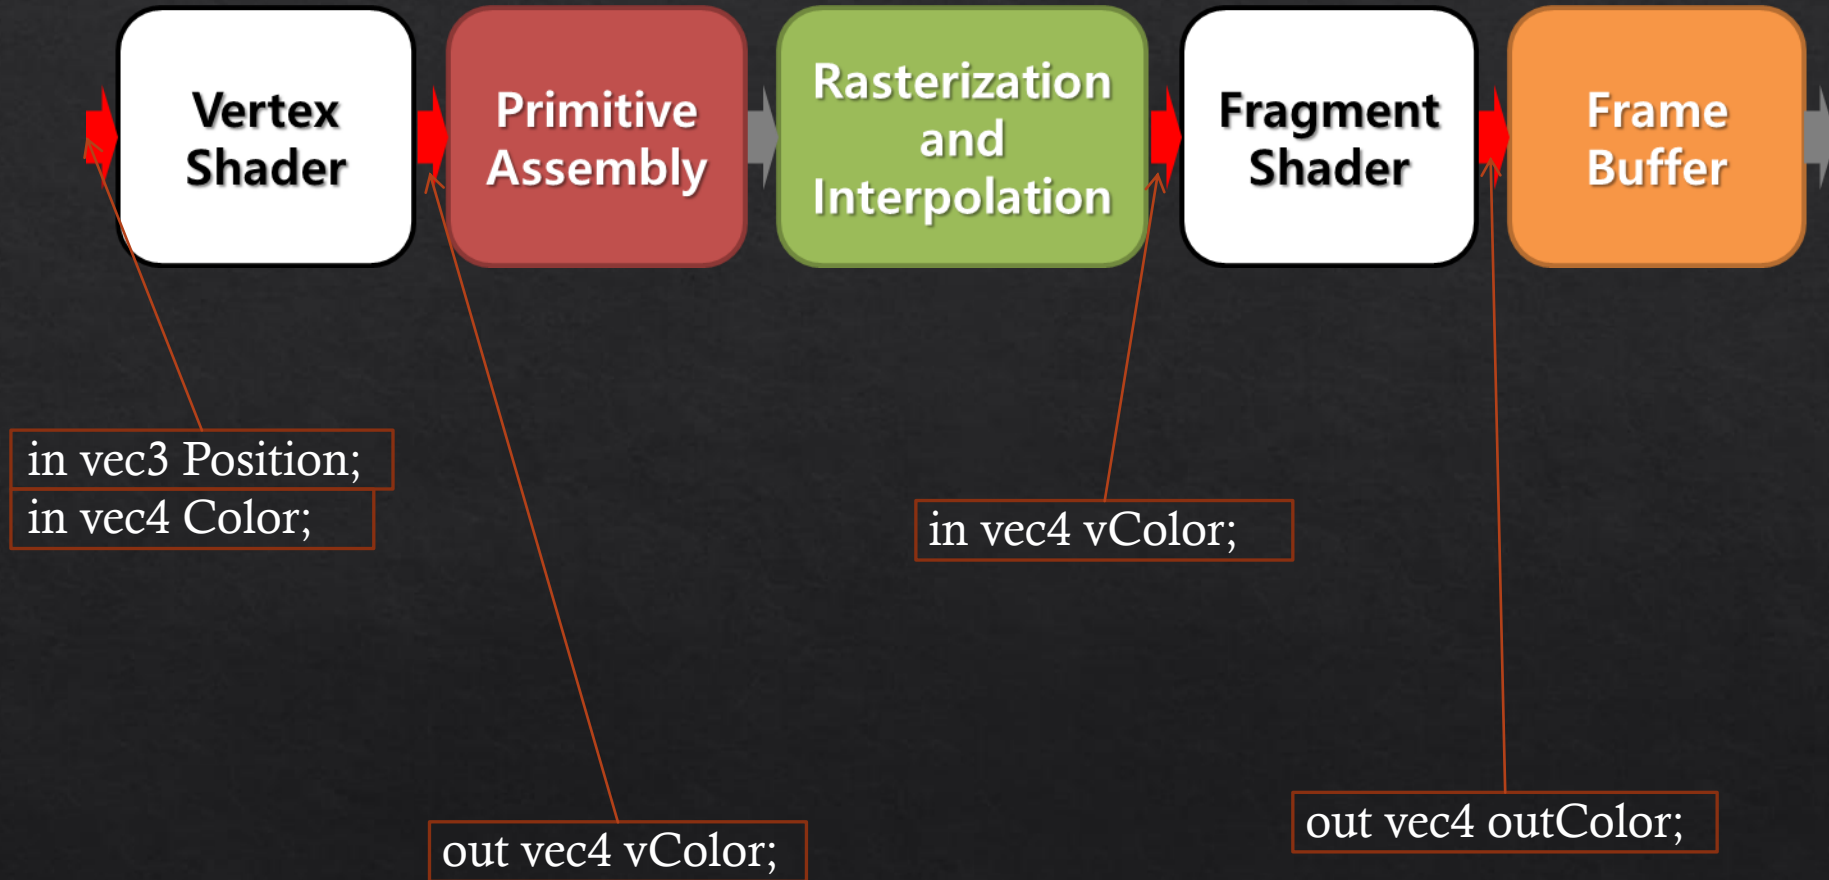 Vertex
Shader
Primitive
Assembly
Rasterization
and
Interpolation
Fragment
Shader
Frame
Buffer
in vec3 Position;
in vec4 Color;
in vec4 vColor;
out vec4 vColor;
out vec4 outColor;